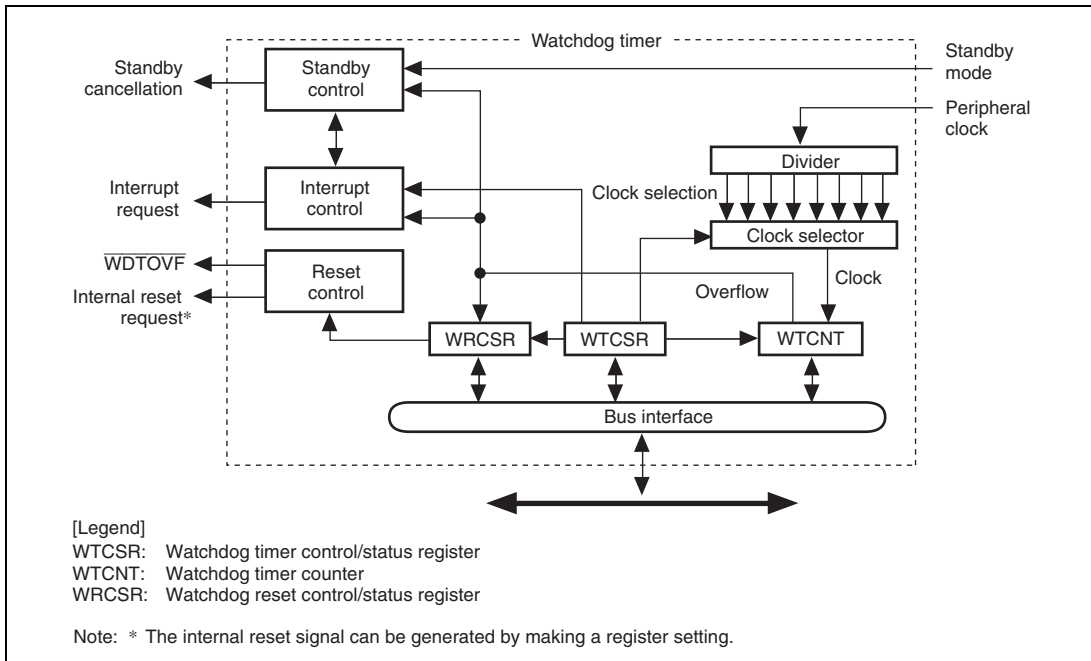 Watchdog timer
Standby
cancellation
Standby
control
Standby
mode
Peripheral
clock
Divider
Interrupt
request
Interrupt
control
Clock selection
Clock selector
WDTOVF
Internal reset
request*
Reset
control
Overflow
Clock
WRCSR
WTCSR
WTCNT
Bus interface
[Legend]
WTCSR: Watchdog timer control/status register
WTCNT: Watchdog timer counter
WRCSR: Watchdog reset control/status register
Note: * The internal reset signal can be generated by making a register setting.